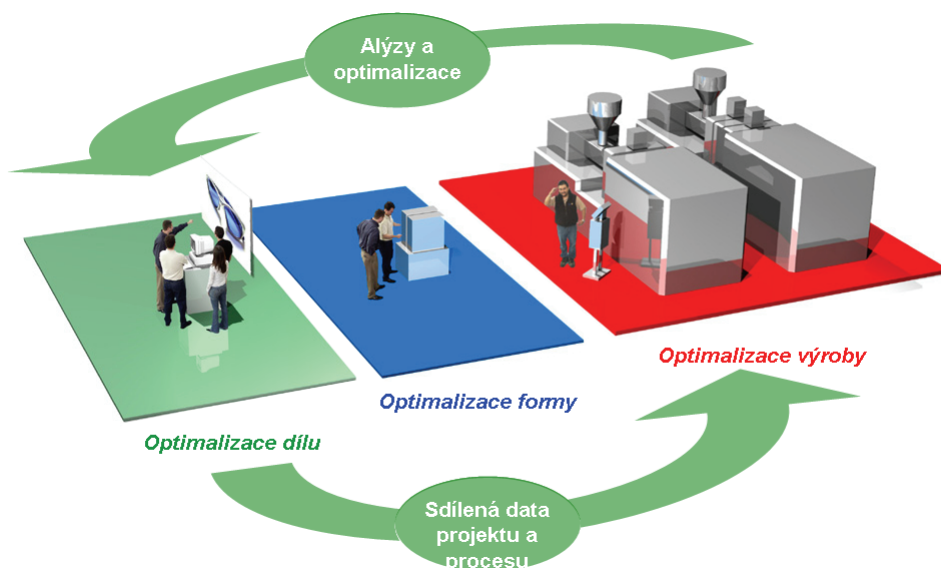 Alýzy a
optimalizace
Optimalizace výroby
Optimalizace formy
Optimalizace dílu
Sdílená data
projektu a
procesu